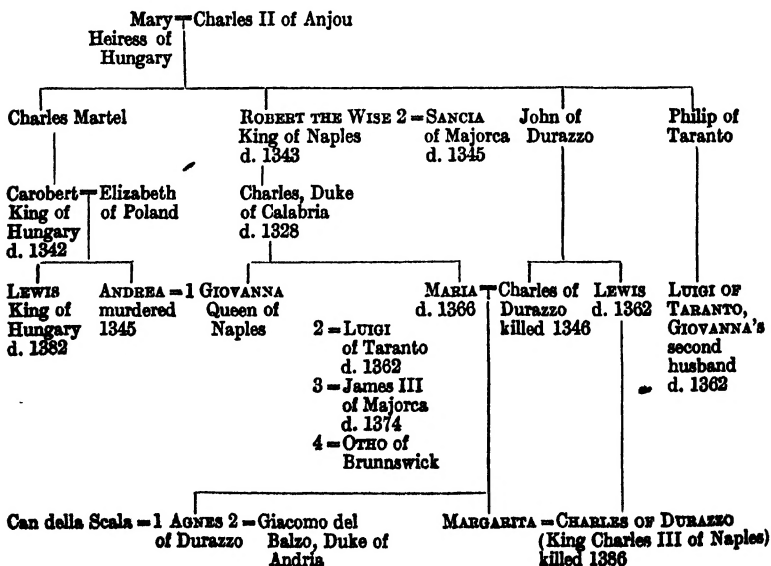 Mary = Charles II of Anjou
Heiress of
Hungary
Charles Martel
ROBERT THE WISE 2 = SANCIA
King of Naples of Majorca
d. 1343 d. 1345
John of
Durazzo
Philip of
Taranto
Carobert = Elizabeth
King of of Poland
Hungary
d. 1342
Charles, Duke
of Calabria
d. 1328
LEWIS
King of
Hungary
d. 1382
ANDREA = 1 GIOVANNA
murdered Queen of
1345 Naples
MARIA = Charles of
d. 1366 Durazzo
killed 1346
LEWIS
d. 1362
LUIGI OF
TARANTO,
GIOVANNA'S
second
husband
d. 1362
2 = LUIGI
of Taranto
d. 1362
3 = James III
of Majorca
d. 1374
4 = OTHO of
Brunnswick
Can della Scala = 1 AGNES 2 = Giacomo del
of Durazzo Balzo, Duke of
Andria
MARGARITA = CHARLES OF DURAZZO
(King Charles III of Naples)
killed 1386